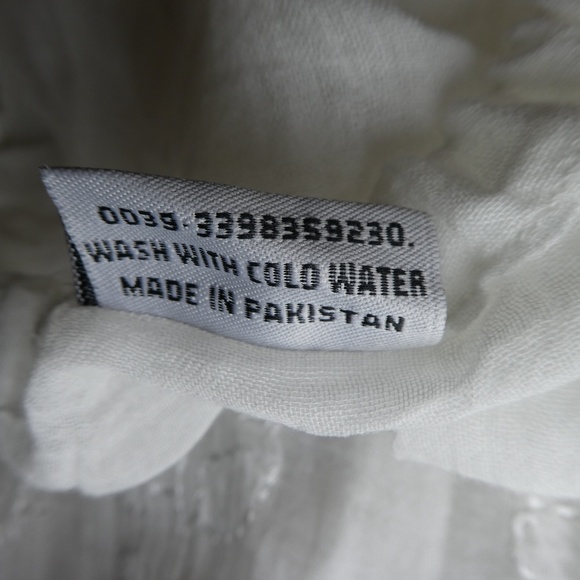 0039-3398359230.
WASH WITH COLD WATER
MADE IN PAKISTAN